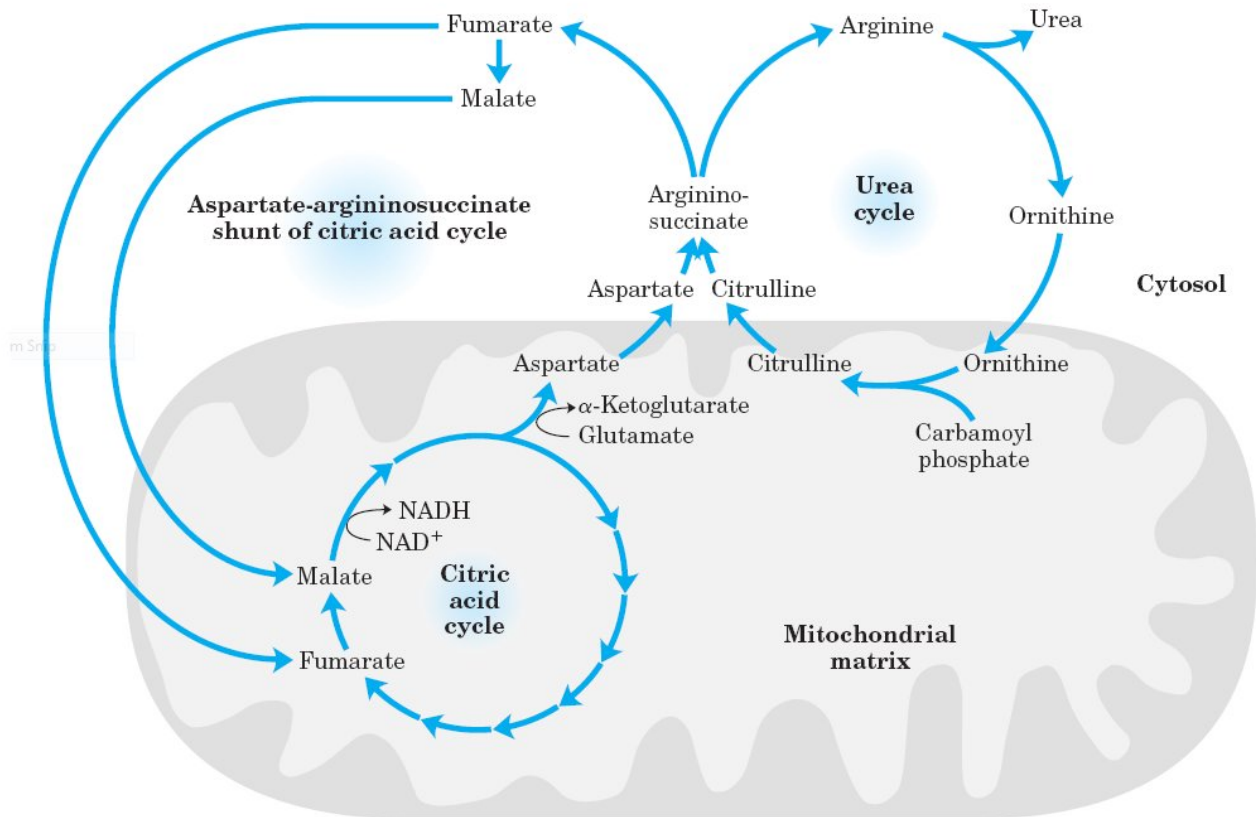 Fumarate
Arginine
Urea
Malate
Aspartate-argininosuccinate
shunt of citric acid cycle
Arginino-
succinate
Urea
cycle
Ornithine
Cytosol
Aspartate
Citrulline
m Snip
Aspartate
Citrulline
Ornithine
α-Ketoglutarate
Glutamate
Carbamoyl
phosphate
NADH
NAD⁺
Malate
Citric
acid
cycle
Mitochondrial
matrix
Fumarate